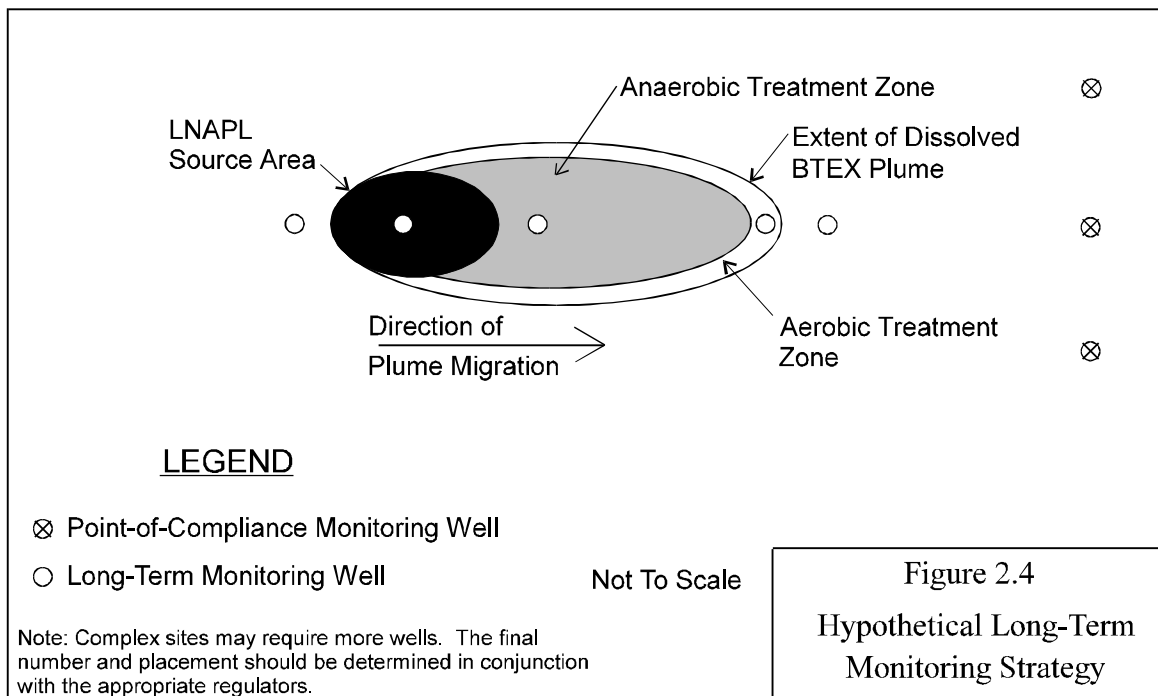 Anaerobic Treatment Zone
LNAPL
Source Area
Extent of Dissolved
BTEX Plume
Direction of
Plume Migration
Aerobic Treatment
Zone
LEGEND
Point-of-Compliance Monitoring Well
Long-Term Monitoring Well
Not To Scale
Note: Complex sites may require more wells. The final
number and placement should be determined in conjunction
with the appropriate regulators.
Figure 2.4
Hypothetical Long-Term
Monitoring Strategy